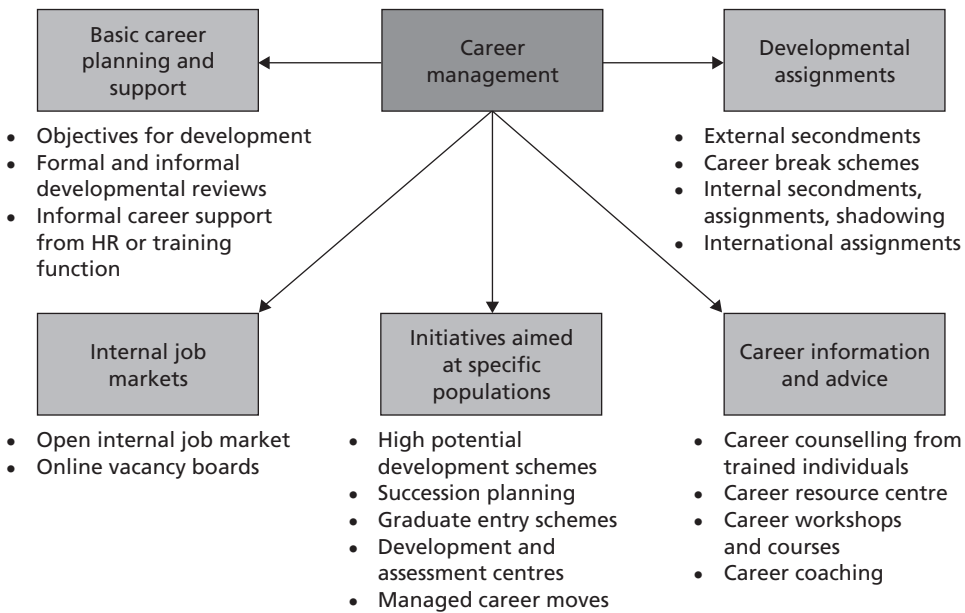 Basic career
planning and
support
Career
management
Developmental
assignments
• Objectives for development
• Formal and informal
developmental reviews
• Informal career support
from HR or training
function
• External secondments
• Career break schemes
• Internal secondments,
assignments, shadowing
• International assignments
Internal job
markets
Initiatives aimed
at specific
populations
Career information
and advice
• Open internal job market
• Online vacancy boards
• High potential
development schemes
• Succession planning
• Graduate entry schemes
• Development and
assessment centres
• Managed career moves
• Career counselling from
trained individuals
• Career resource centre
• Career workshops
and courses
• Career coaching